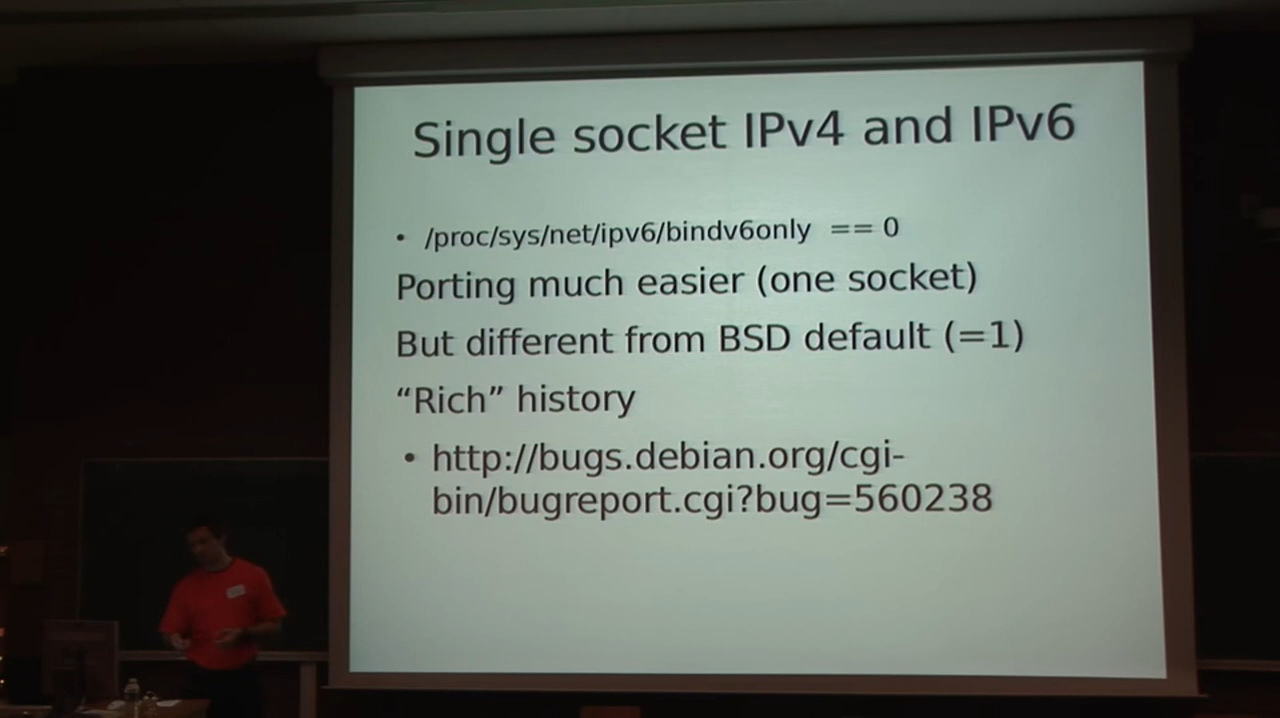 Single socket IPv4 and IPv6
• /proc/sys/net/ipv6/bindv6only == 0
Porting much easier (one socket)
But different from BSD default (=1)
“Rich” history
• http://bugs.debian.org/cgi-
bin/bugreport.cgi?bug=560238